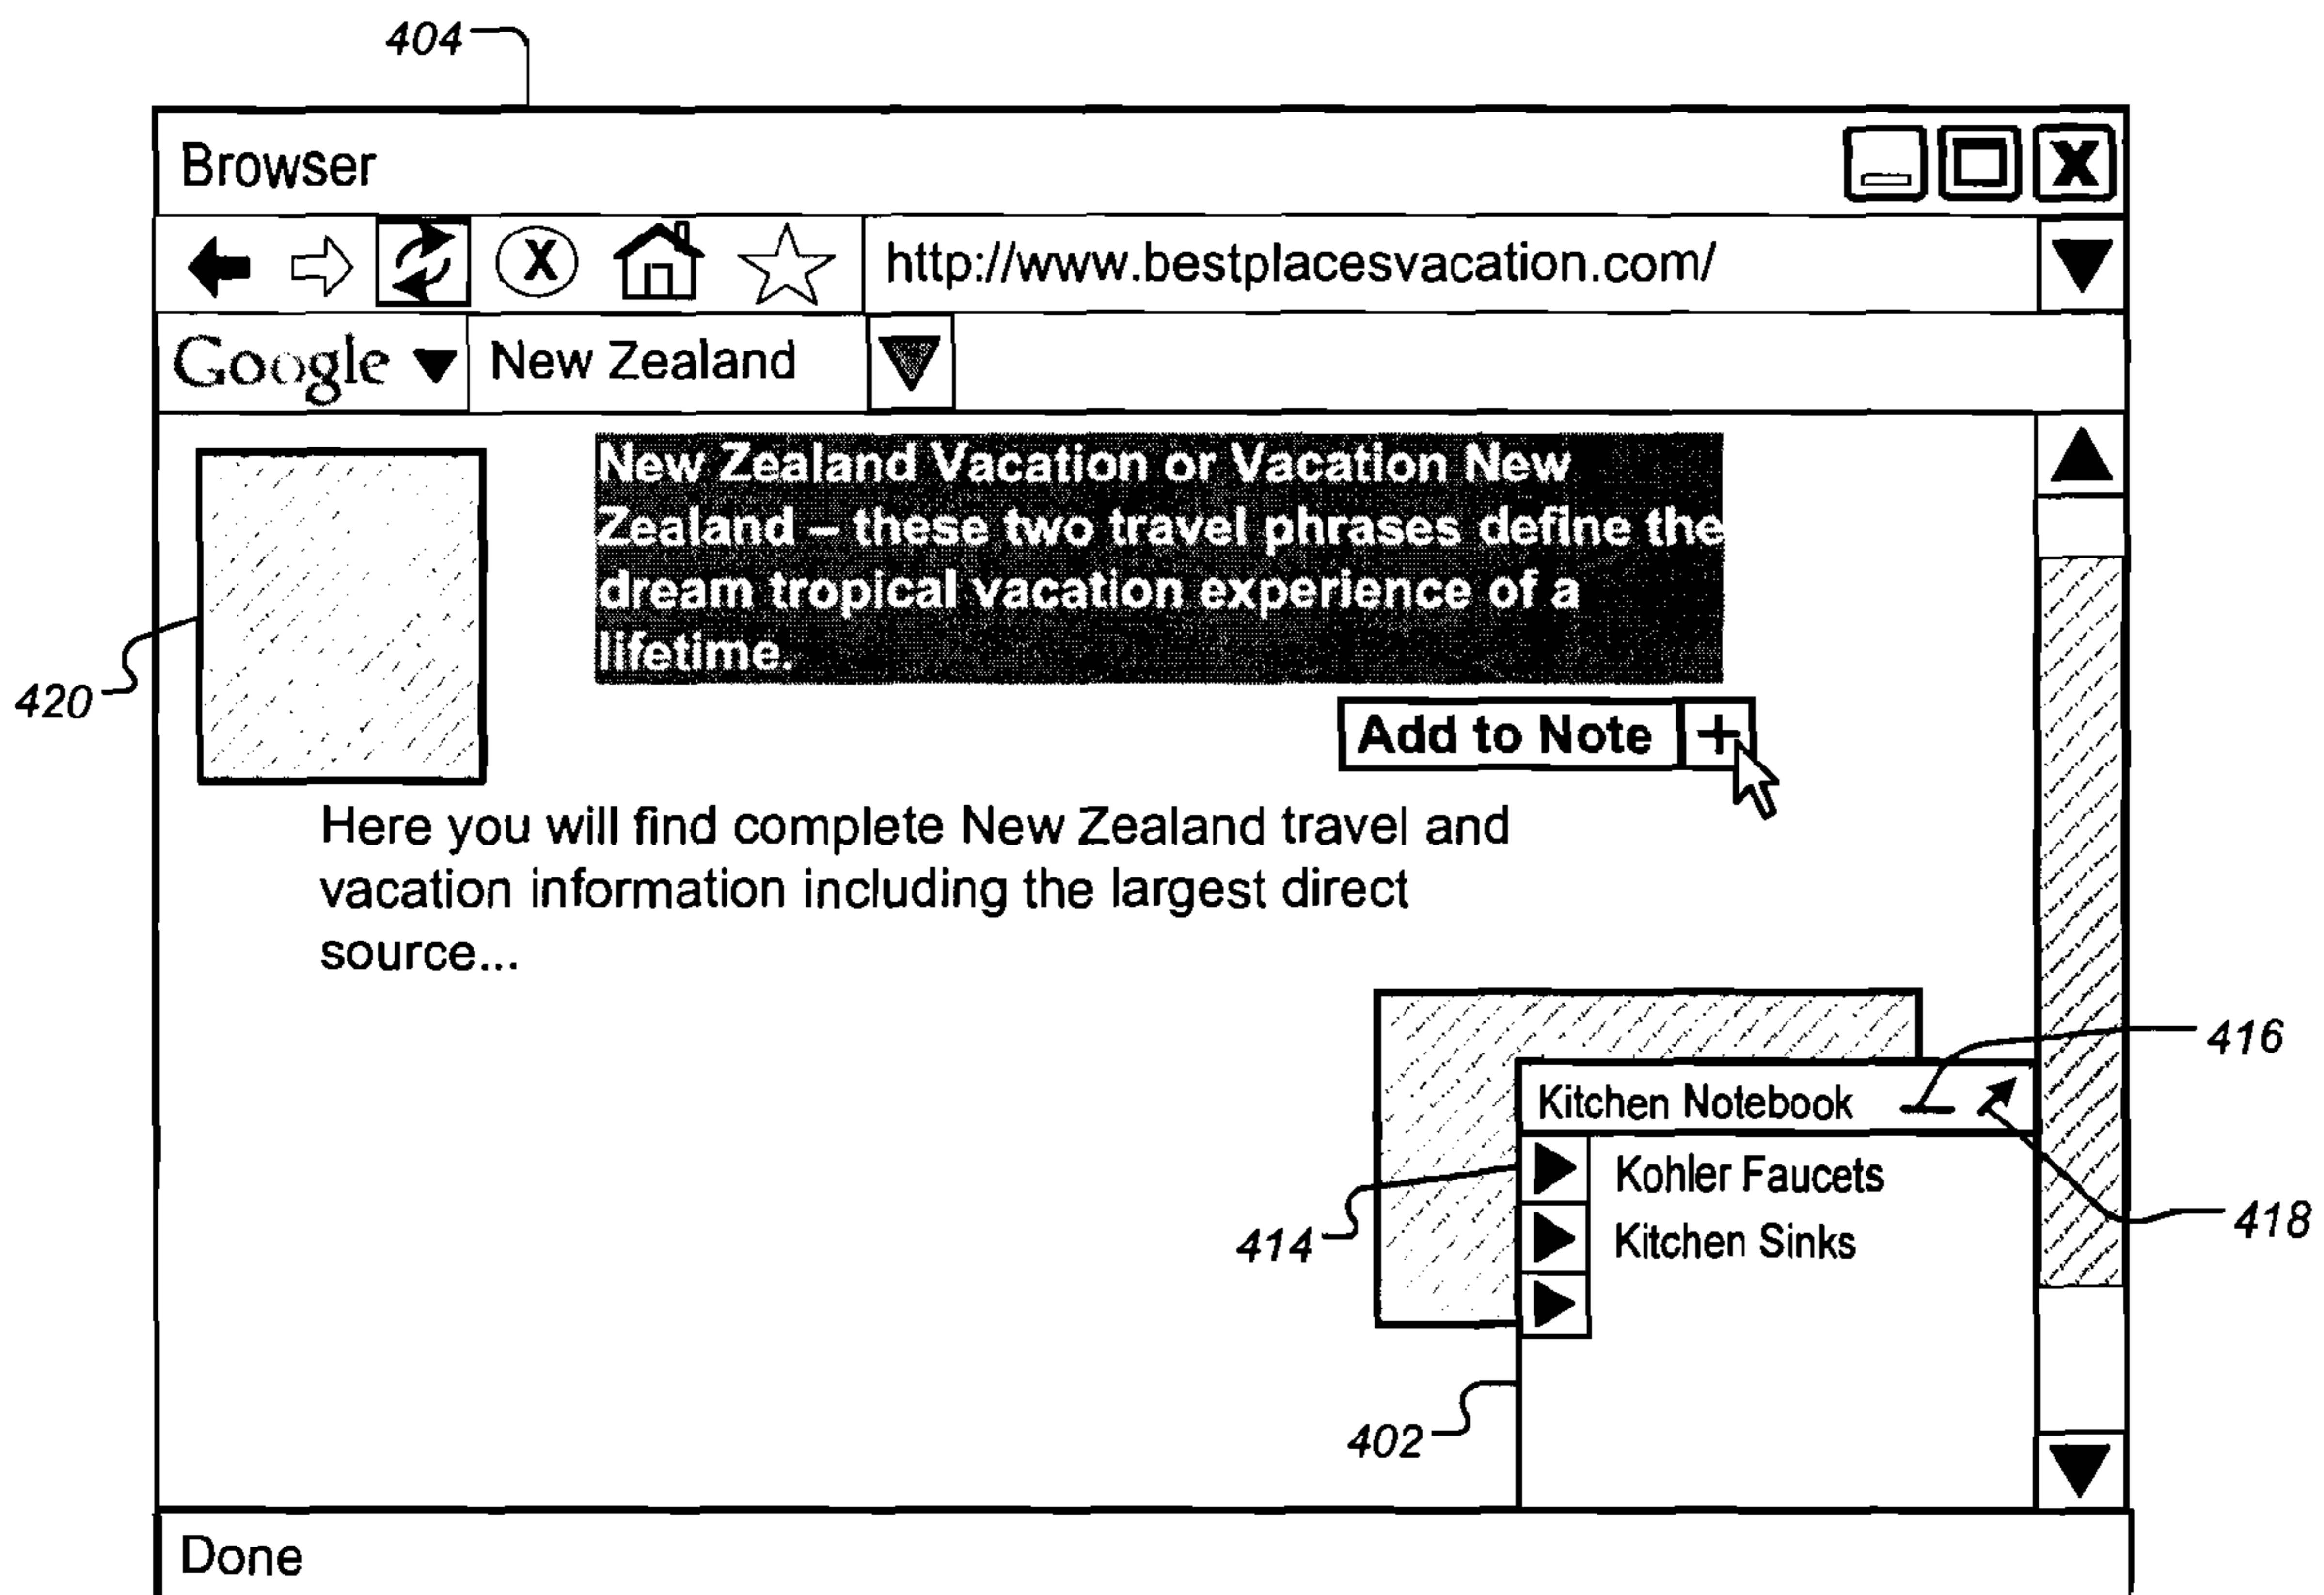 404
Browser
X
X
http://www.bestplacesvacation.com/
Google
New Zealand
New Zealand Vacation or Vacation New
Zealand – these two travel phrases define the
dream tropical vacation experience of a
lifetime.
420
Add to Note +
Here you will find complete New Zealand travel and
vacation information including the largest direct
source...
416
Kitchen Notebook
Kohler Faucets
418
414
Kitchen Sinks
402
Done